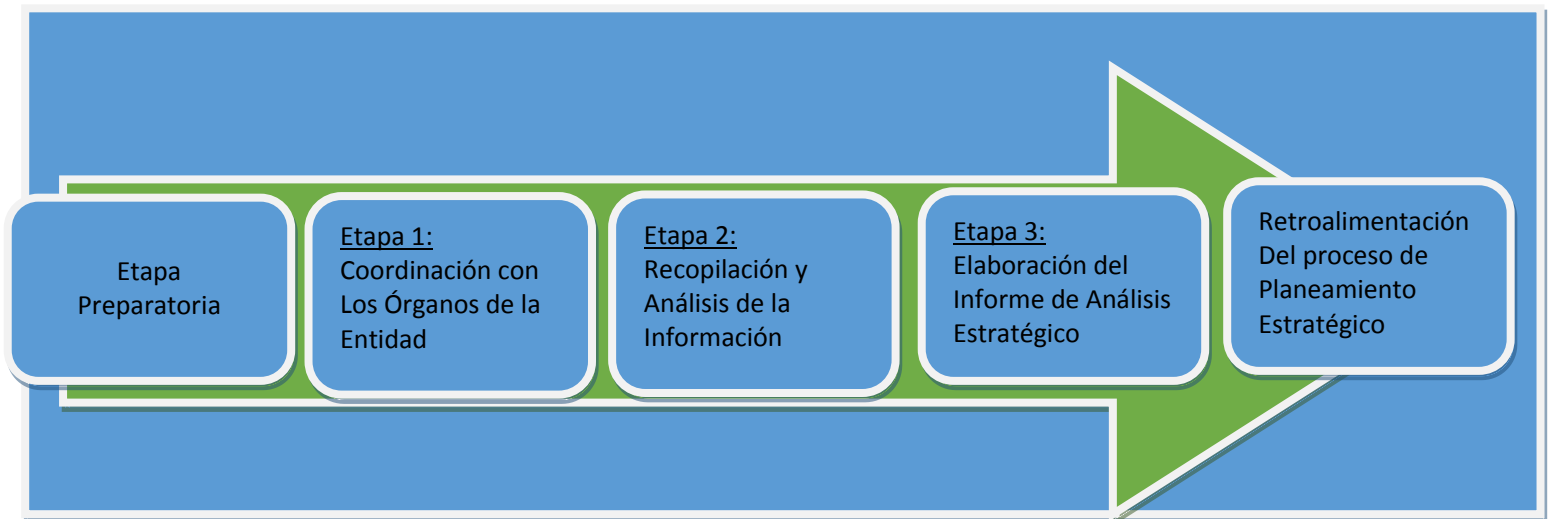 Etapa
Preparatoria
Etapa 1:
Coordinación con
Los Órganos de la
Entidad
Etapa 2:
Recopilación y
Análisis de la
Información
Etapa 3:
Elaboración del
Informe de Análisis
Estratégico
Retroalimentación
Del proceso de
Planeamiento
Estratégico